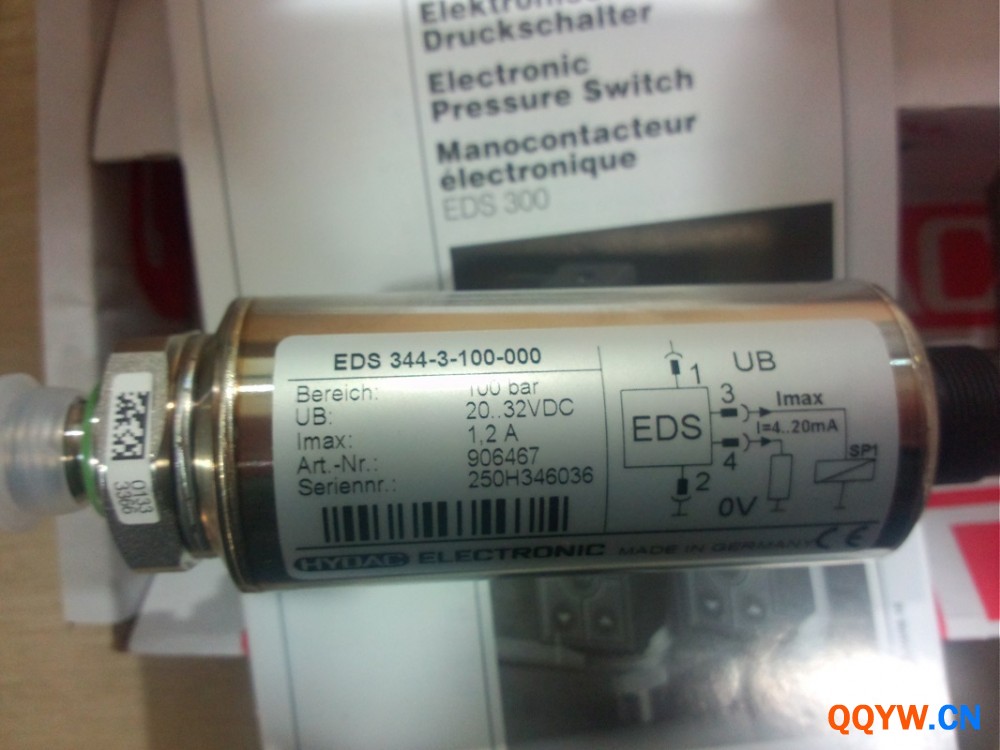 Druckschalter
Electronic
Pressure Switch
Manocontacteur
électronique
EDS 300
EDS 344-3-100-000
Bereich: 100 bar
UB: 20..32VDC
Imax: 1,2 A
Art.-Nr.: 906467
Seriennr.: 250H346036
UB
1
3
Imax
EDS
I=4..20mA
4
SP1
2
0V
HYDAC ELECTRONIC MADE IN GERMANY CE
0133
3366
QQYW.CN